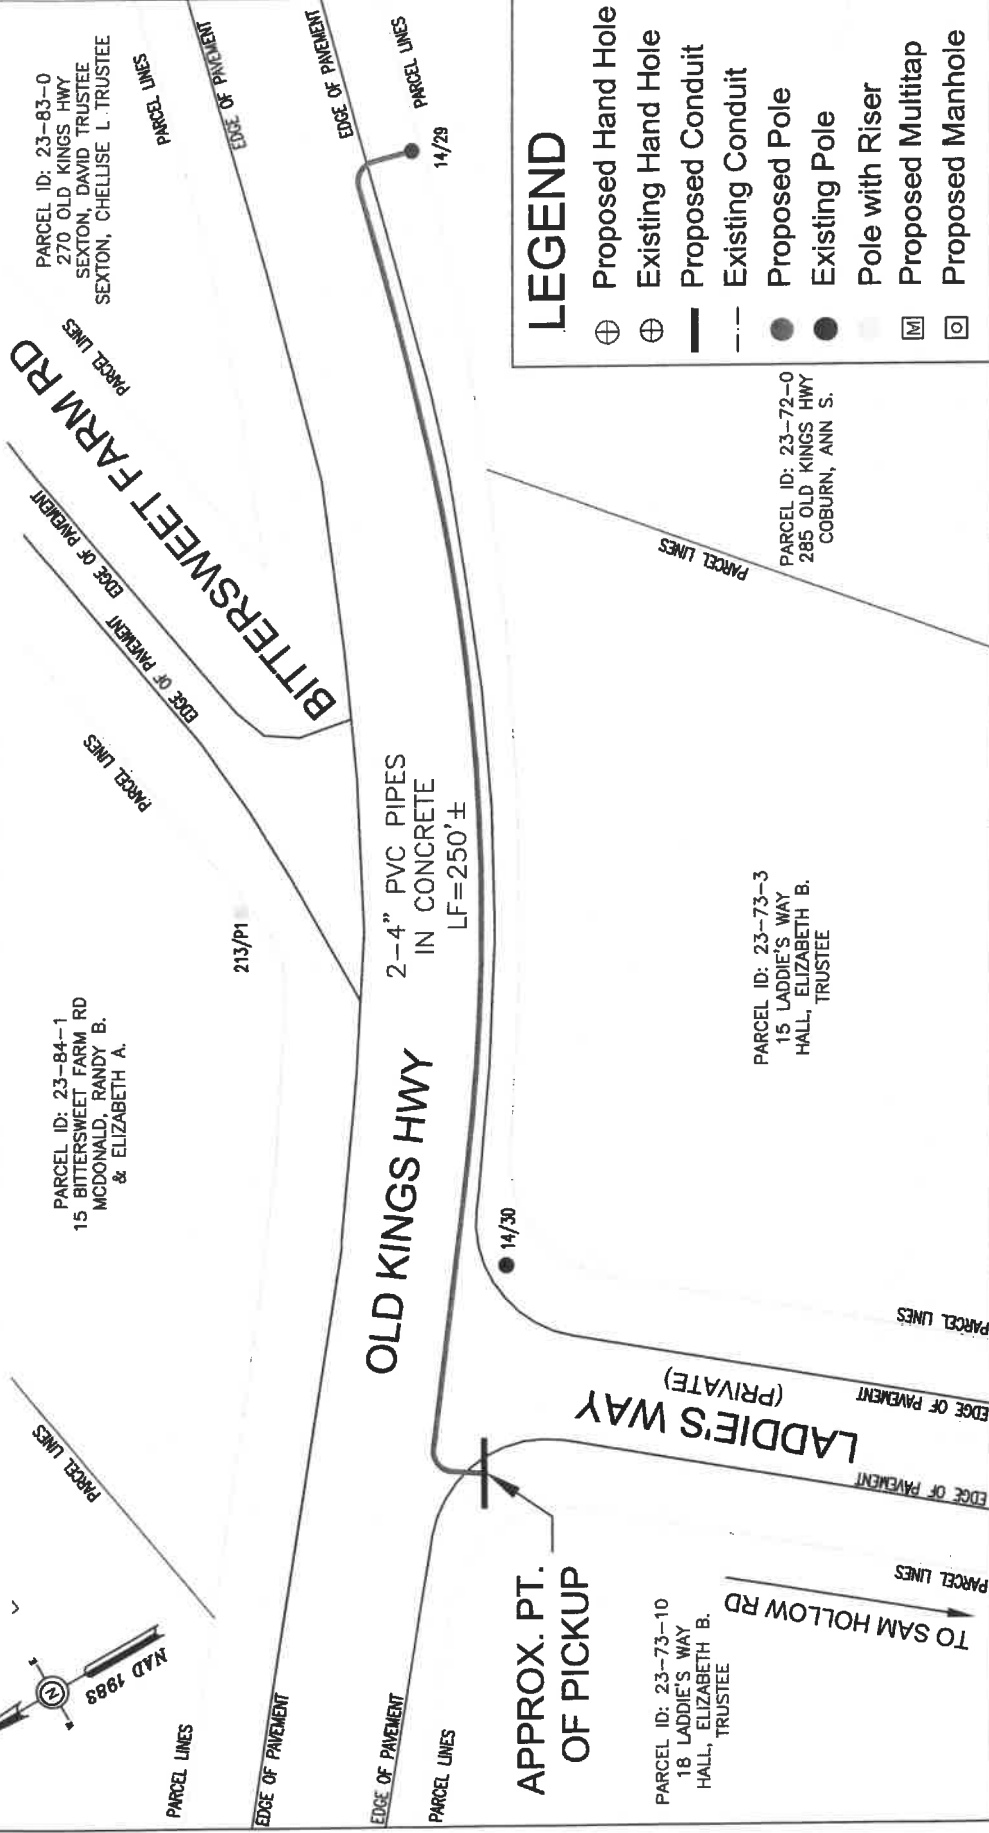 PARCEL LINES
NAD 1983
N
PARCEL LINES
PARCEL ID: 23-84-1
15 BITTERSWEET FARM RD
MCDONALD, RANDY B.
& ELIZABETH A.
213/P1
PARCEL LINES
EDGE OF PAVEMENT
EDGE OF PAVEMENT
BITTERSWEET FARM RD
PARCEL LINES
PARCEL ID: 23-83-0
270 OLD KINGS HWY
SEXTON, DAVID TRUSTEE
SEXTON, CHELLISE L TRUSTEE
PARCEL LINES
EDGE OF PAVEMENT
EDGE OF PAVEMENT
PARCEL LINES
14/29
EDGE OF PAVEMENT
EDGE OF PAVEMENT
PARCEL LINES
OLD KINGS HWY
2-4" PVC PIPES
IN CONCRETE
LF=250'±
14/30
APPROX. PT.
OF PICKUP
PARCEL ID: 23-73-10
18 LADDIE'S WAY
HALL, ELIZABETH B.
TRUSTEE
TO SAM HOLLOW RD
PARCEL LINES
EDGE OF PAVEMENT
LADDIE'S WAY
(PRIVATE)
EDGE OF PAVEMENT
PARCEL LINES
PARCEL ID: 23-73-3
15 LADDIE'S WAY
HALL, ELIZABETH B.
TRUSTEE
PARCEL LINES
PARCEL ID: 23-72-0
285 OLD KINGS HWY
COBURN, ANN S.
LEGEND
Proposed Hand Hole
Existing Hand Hole
Proposed Conduit
Existing Conduit
Proposed Pole
Existing Pole
Pole with Riser
M Proposed Multitap
Proposed Manhole